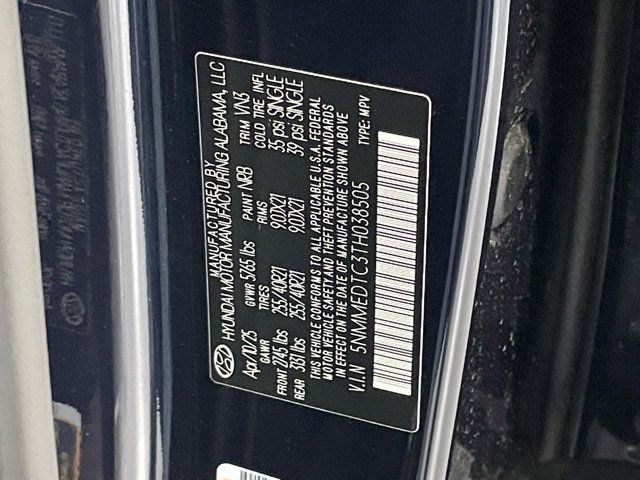 MANUFACTURED BY
HYUNDAI MOTOR MANUFACTURING ALABAMA, LLC
Apr/10/25 GVWR 5765 lbs PAINT NRB TRIM VN3
GAWR TIRES RIMS COLD TIRE INFL
FRONT 2745 lbs 255/40R21 9.0JX21 35 psi SINGLE
REAR 3131 lbs 255/40R21 9.0JX21 39 psi SINGLE
THIS VEHICLE CONFORMS TO ALL APPLICABLE U.S.A. FEDERAL
MOTOR VEHICLE SAFETY AND THEFT PREVENTION STANDARDS
IN EFFECT ON THE DATE OF MANUFACTURE SHOWN ABOVE
V.I.N 5NMMEDTC3TH038505 TYPE: MPV